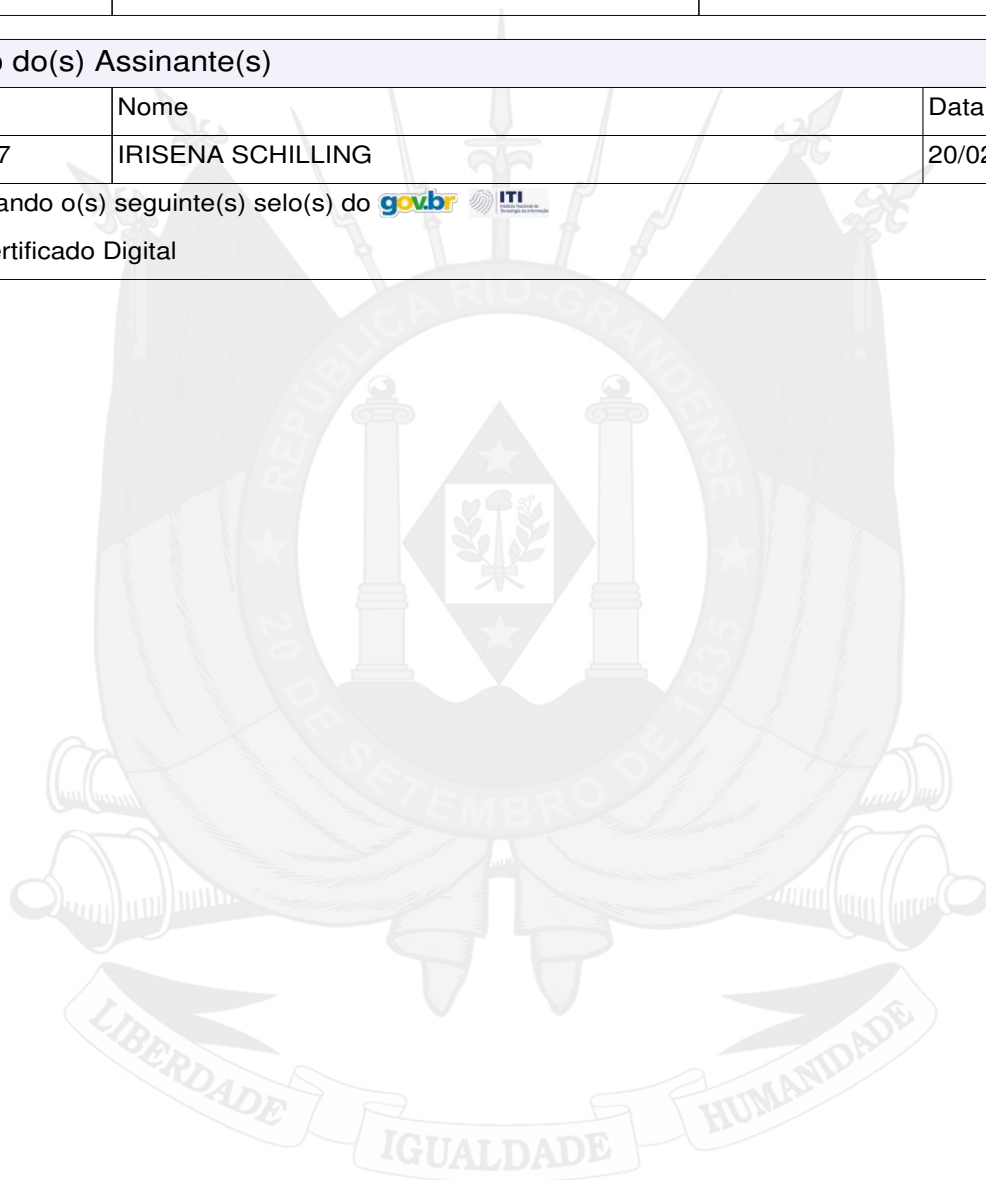 o do(s) Assinante(s)
Nome
Data
7
IRISENA SCHILLING
20/02
ando o(s) seguinte(s) selo(s) do gov.br ITI
ertificado Digital
REPÚBLICA RIO-GRANDENSE
20 DE SETEMBRO DE 1835
LIBERDADE
IGUALDADE
HUMANIDADE